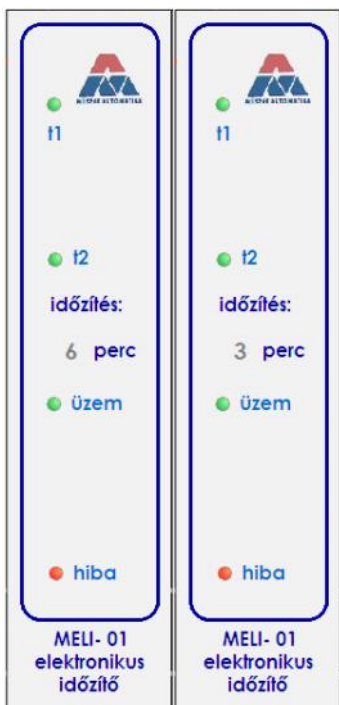 t1
t2
időzítés:
6 perc
üzem
hiba
MELI- 01
elektronikus
időzítő
t1
t2
időzítés:
3 perc
üzem
hiba
MELI- 01
elektronikus
időzítő